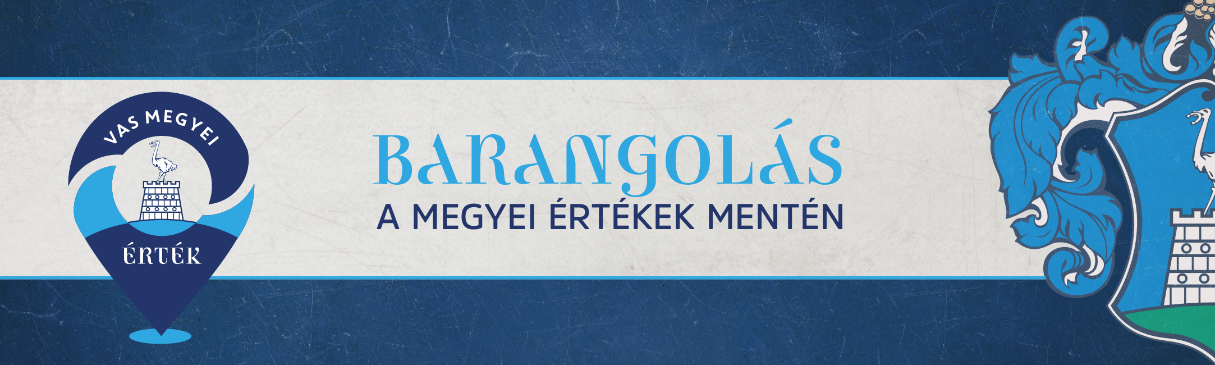 VAS MEGYEI
ÉRTÉK
BARANGOLÁS
A MEGYEI ÉRTÉKEK MENTÉN